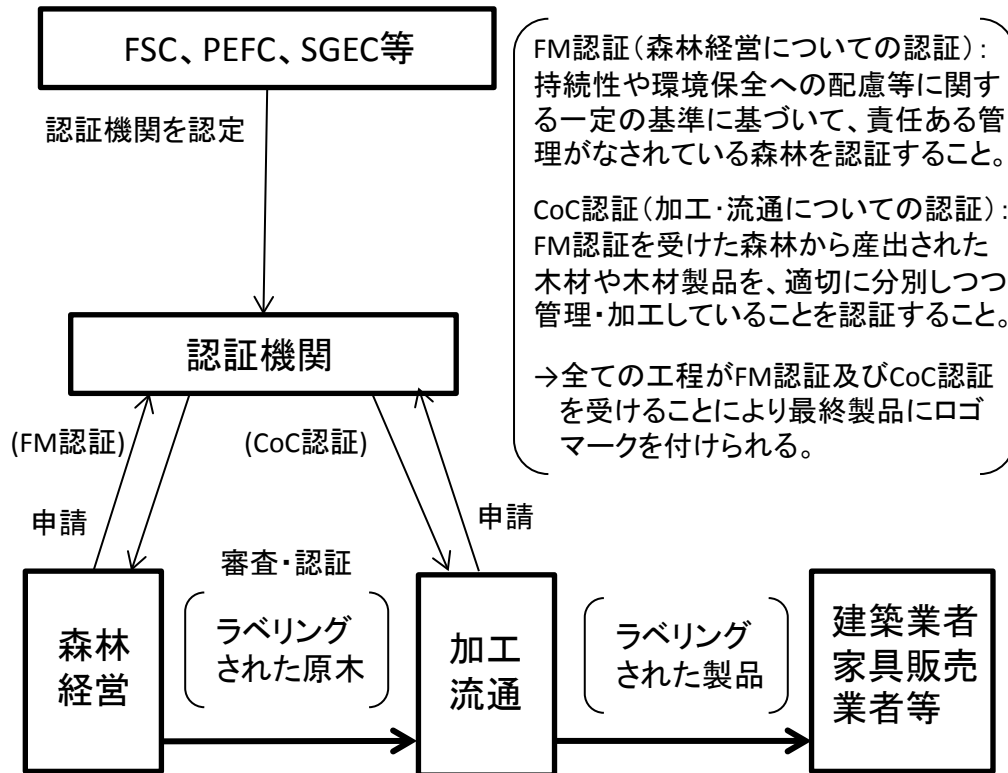 FSC、PEFC、SGEC等
認証機関を認定
FM認証(森林経営についての認証):
持続性や環境保全への配慮等に関す
る一定の基準に基づいて、責任ある管
理がなされている森林を認証すること。
CoC認証(加工・流通についての認証):
FM認証を受けた森林から産出された
木材や木材製品を、適切に分別しつつ
管理・加工していることを認証すること。
→全ての工程がFM認証及びCoC認証
を受けることにより最終製品にロゴ
マークを付けられる。
認証機関
(FM認証)
(CoC認証)
申請
申請
審査・認証
森林
経営
ラベリング
された原木
加工
流通
ラベリング
された製品
建築業者
家具販売
業者等